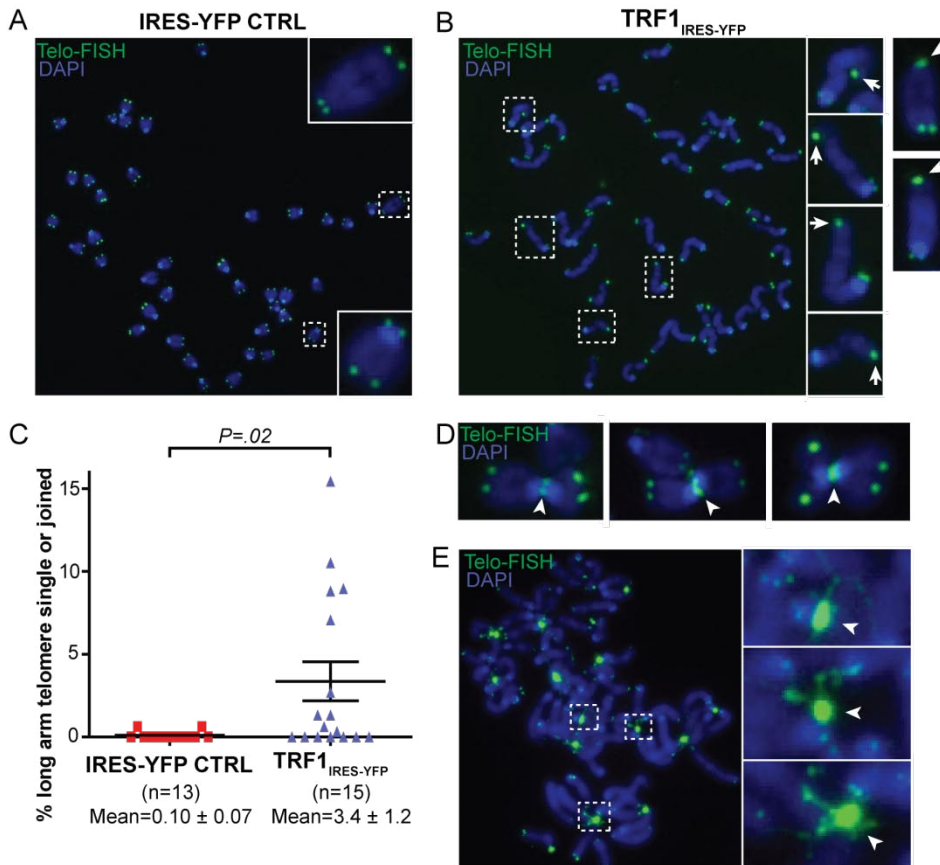 A
IRES-YFP CTRL
Telo-FISH
DAPI
B
TRF1IRES-YFP
Telo-FISH
DAPI
C
P=.02
% long arm telomere single or joined
15
10
5
0
IRES-YFP CTRL
(n=13)
Mean=0.10 ± 0.07
TRF1IRES-YFP
(n=15)
Mean=3.4 ± 1.2
D
Telo-FISH
DAPI
E
Telo-FISH
DAPI